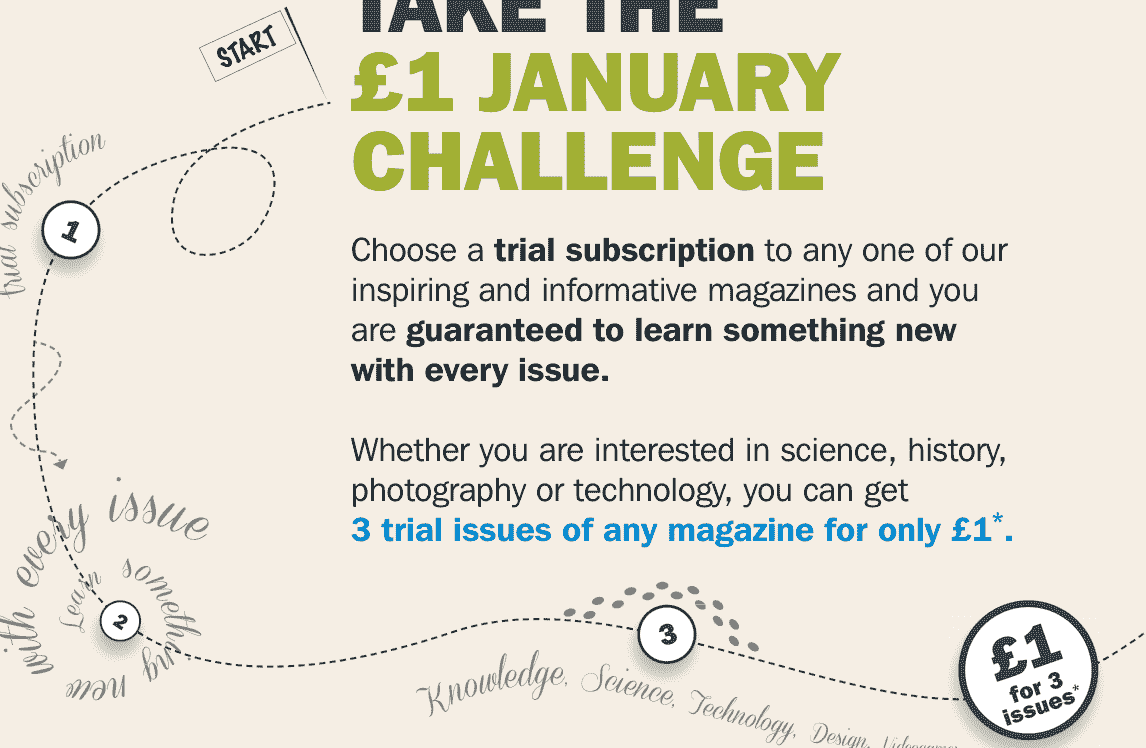 TAKE THE
£1 JANUARY
CHALLENGE
START
trial subscription
1
Choose a trial subscription to any one of our
inspiring and informative magazines and you
are guaranteed to learn something new
with every issue.
Whether you are interested in science, history,
photography or technology, you can get
3 trial issues of any magazine for only £1*.
Learn something new
with every issue
2
3
Knowledge, Science, Technology, Design,
£1
for 3
issues*